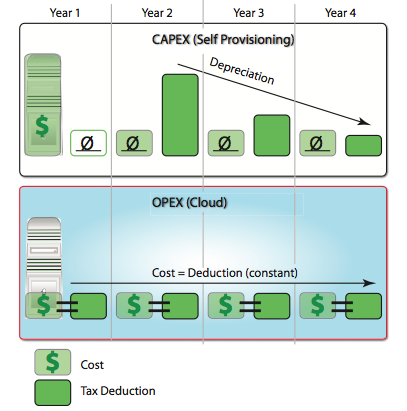 Year 1 Year 2 Year 3 Year 4
CAPEX (Self Provisioning)
Depreciation
$ Ø Ø Ø Ø
OPEX (Cloud)
Cost = Deduction (constant)
$ = $ = $ = $ =
$ Cost
Tax Deduction